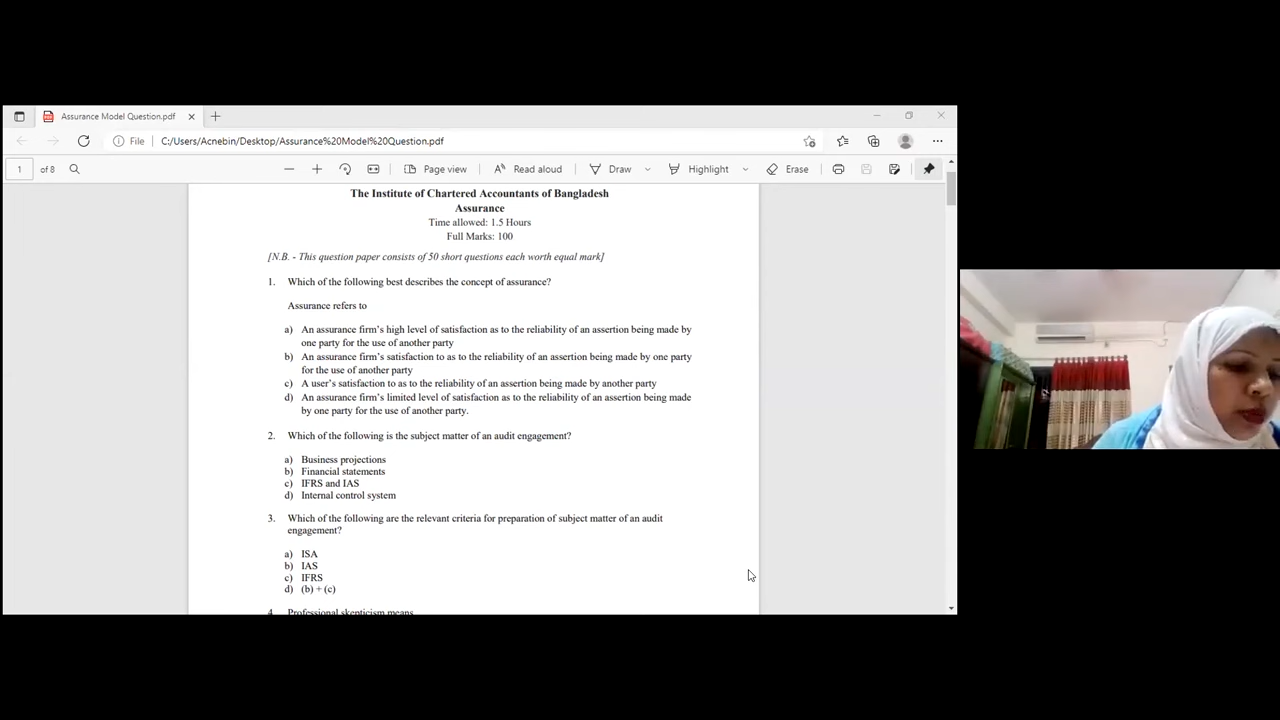 Assurance Model Question.pdf
File C:/Users/Acnebin/Desktop/Assurance%20Model%20Question.pdf
1 of 8 Page view Read aloud Draw Highlight Erase
The Institute of Chartered Accountants of Bangladesh
Assurance
Time allowed: 1.5 Hours
Full Marks: 100
[N.B. - This question paper consists of 50 short questions each worth equal mark]
1. Which of the following best describes the concept of assurance?
Assurance refers to
a) An assurance firm's high level of satisfaction as to the reliability of an assertion being made by
one party for the use of another party
b) An assurance firm's satisfaction to as to the reliability of an assertion being made by one party
for the use of another party
c) A user's satisfaction to as to the reliability of an assertion being made by another party
d) An assurance firm's limited level of satisfaction as to the reliability of an assertion being made
by one party for the use of another party.
2. Which of the following is the subject matter of an audit engagement?
a) Business projections
b) Financial statements
c) IFRS and IAS
d) Internal control system
3. Which of the following are the relevant criteria for preparation of subject matter of an audit
engagement?
a) ISA
b) IAS
c) IFRS
d) (b) + (c)
4. Professional skepticism means